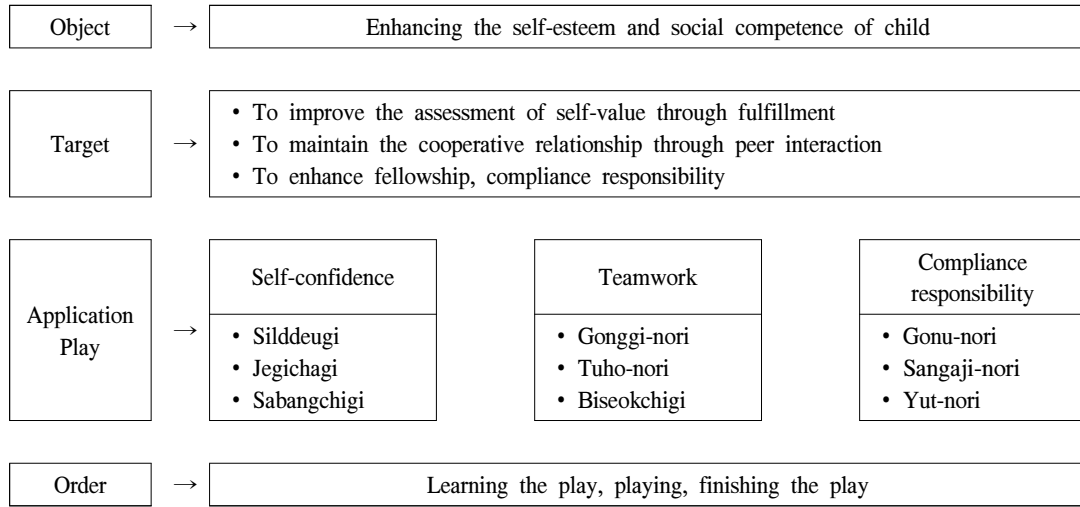 Object → Enhancing the self-esteem and social competence of child
• To improve the assessment of self-value through fulfillment
Target → • To maintain the cooperative relationship through peer interaction
• To enhance fellowship, compliance responsibility
Application
Play
→
Self-confidence
• Silddeugi
• Jegichagi
• Sabangchigi
Teamwork
• Gonggi-nori
• Tuho-nori
• Biseokchigi
Compliance
responsibility
• Gonu-nori
• Sangaji-nori
• Yut-nori
Order → Learning the play, playing, finishing the play